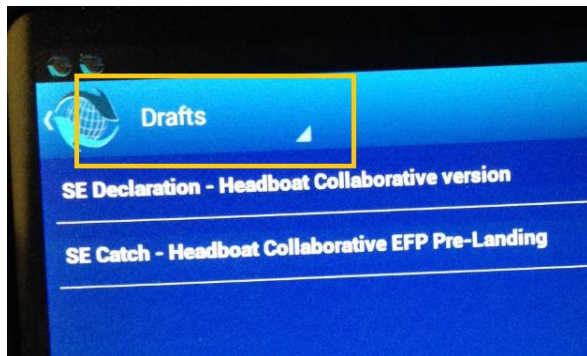 Drafts
SE Declaration - Headboat Collaborative version
SE Catch - Headboat Collaborative EFP Pre-Landing